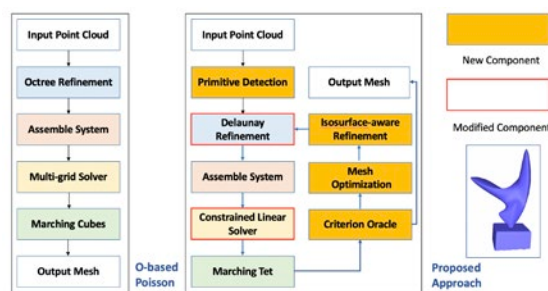 Input Point Cloud
Octree Refinement
Assemble System
Multi-grid Solver
Marching Cubes
Output Mesh
O-based
Poisson
Input Point Cloud
Primitive Detection
Delaunay
Refinement
Assemble System
Constrained Linear
Solver
Marching Tet
Output Mesh
Isosurface-aware
Refinement
Mesh
Optimization
Criterion Oracle
Proposed
Approach
New Component
Modified Component